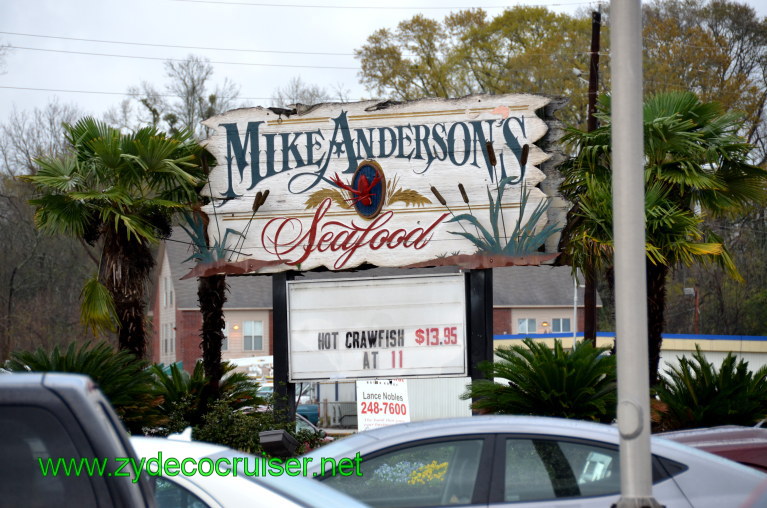 MIKE ANDERSON'S
Seafood
HOT CRAWFISH $13.95
AT 11
Lance Nobles
248-7600
www.zydecocruiser.net